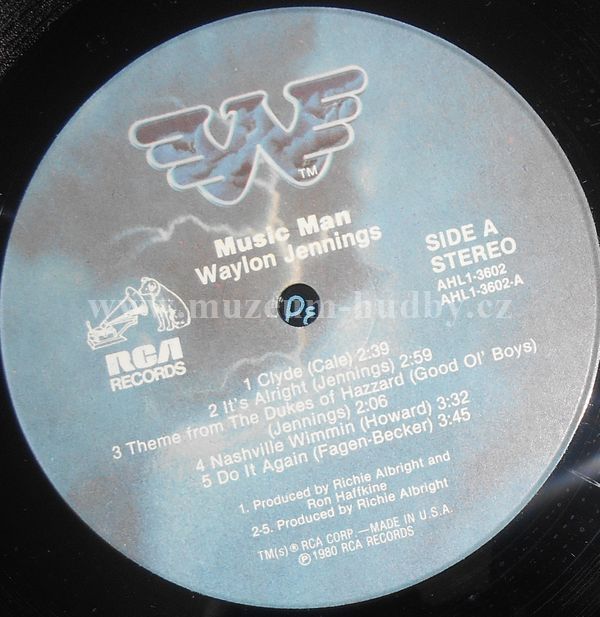 TM
Music Man
Waylon Jennings
SIDE A
STEREO
AHL1-3602
AHL1-3602-A
www.muzeum-hudby.cz
RCA
RECORDS
1 Clyde (Cale) 2:39
2 It's Alright (Jennings) 2:59
3 Theme from The Dukes of Hazzard (Good Ol' Boys)
(Jennings) 2:06
4 Nashville Wimmin (Howard) 3:32
5 Do It Again (Fagen-Becker) 3:45
1. Produced by Richie Albright and
Ron Haffkine
2-5. Produced by Richie Albright
TM(s) ® RCA CORP.—MADE IN U.S.A.
Ⓟ 1980 RCA RECORDS